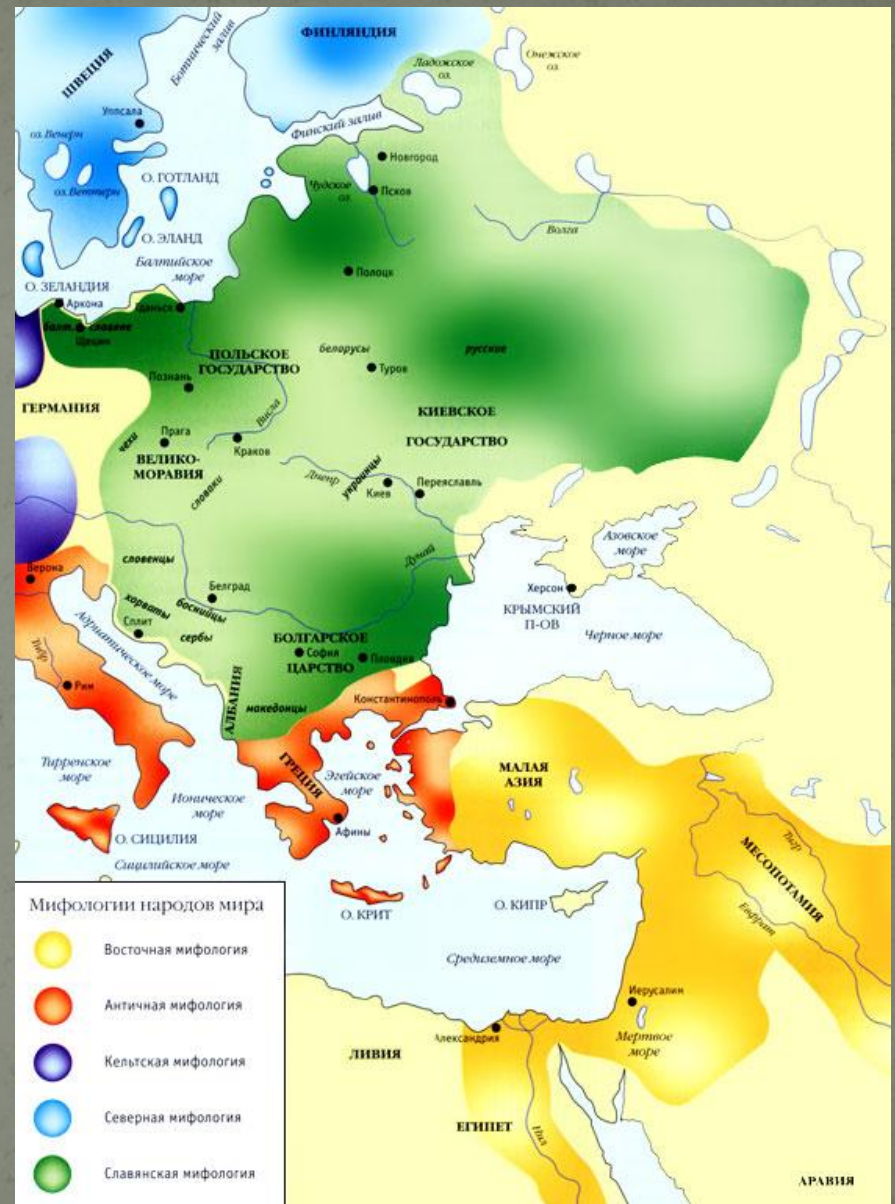 ФИНЛЯНДИЯ
ШВЕЦИЯ
Ботнический
залив
Ладожское
оз.
Онежское
оз.
Уппсала
оз. Венерн
Финский залив
Новгород
О. ГОТЛАНД
Чудское
оз.
Псков
оз. Веттерн
Волга
О. ЭЛАНД
Балтийское
море
Полоцк
О. ЗЕЛАНДИЯ
Аркона
Гданьск
балт. славяне
Щецин
ПОЛЬСКОЕ
ГОСУДАРСТВО
белорусы
русские
Познань
Туров
ГЕРМАНИЯ
Висла
КИЕВСКОЕ
ГОСУДАРСТВО
чехи
Прага
Краков
ВЕЛИКО-
МОРАВИЯ
словаки
Днепр
украинцы
Киев
Переяславль
Азовское
море
словенцы
Дунай
Верона
Белград
Херсон
хорваты
боснийцы
КРЫМСКИЙ
П-ОВ
Сплит
сербы
Черное море
Адриатическое море
БОЛГАРСКОЕ
ЦАРСТВО
София
Пловдив
Рим
АЛБАНИЯ
македонцы
Константинополь
Тирренское
море
ГРЕЦИЯ
Эгейское
море
МАЛАЯ
АЗИЯ
Ионическое
море
Афины
О. СИЦИЛИЯ
Тигр
МЕСОПОТАМИЯ
Сицилийское море
Евфрат
О. КРИТ
О. КИПР
Средиземное море
Иерусалим
Александрия
Мертвое
море
ЛИВИЯ
ЕГИПЕТ
Нил
АРАВИЯ
Мифологии народов мира
Восточная мифология
Античная мифология
Кельтская мифология
Северная мифология
Славянская мифология